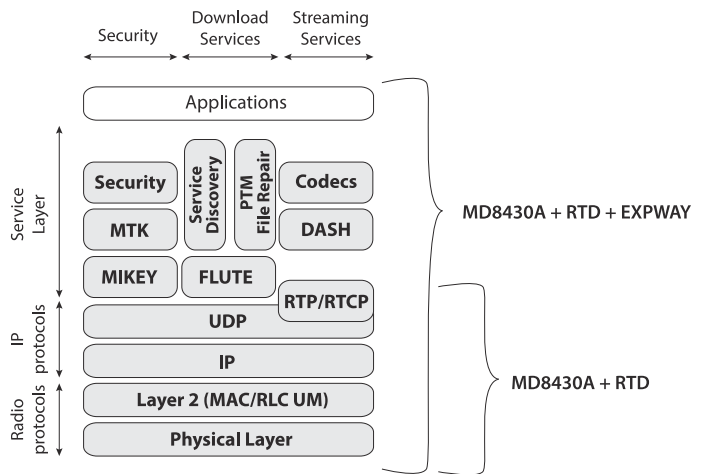 Security
Download
Services
Streaming
Services
Applications
Service
Layer
Security
Service
Discovery
PTM
File Repair
Codecs
MTK
DASH
MIKEY
FLUTE
RTP/RTCP
IP
protocols
UDP
IP
Radio
protocols
Layer 2 (MAC/RLC UM)
Physical Layer
MD8430A + RTD + EXPWAY
MD8430A + RTD